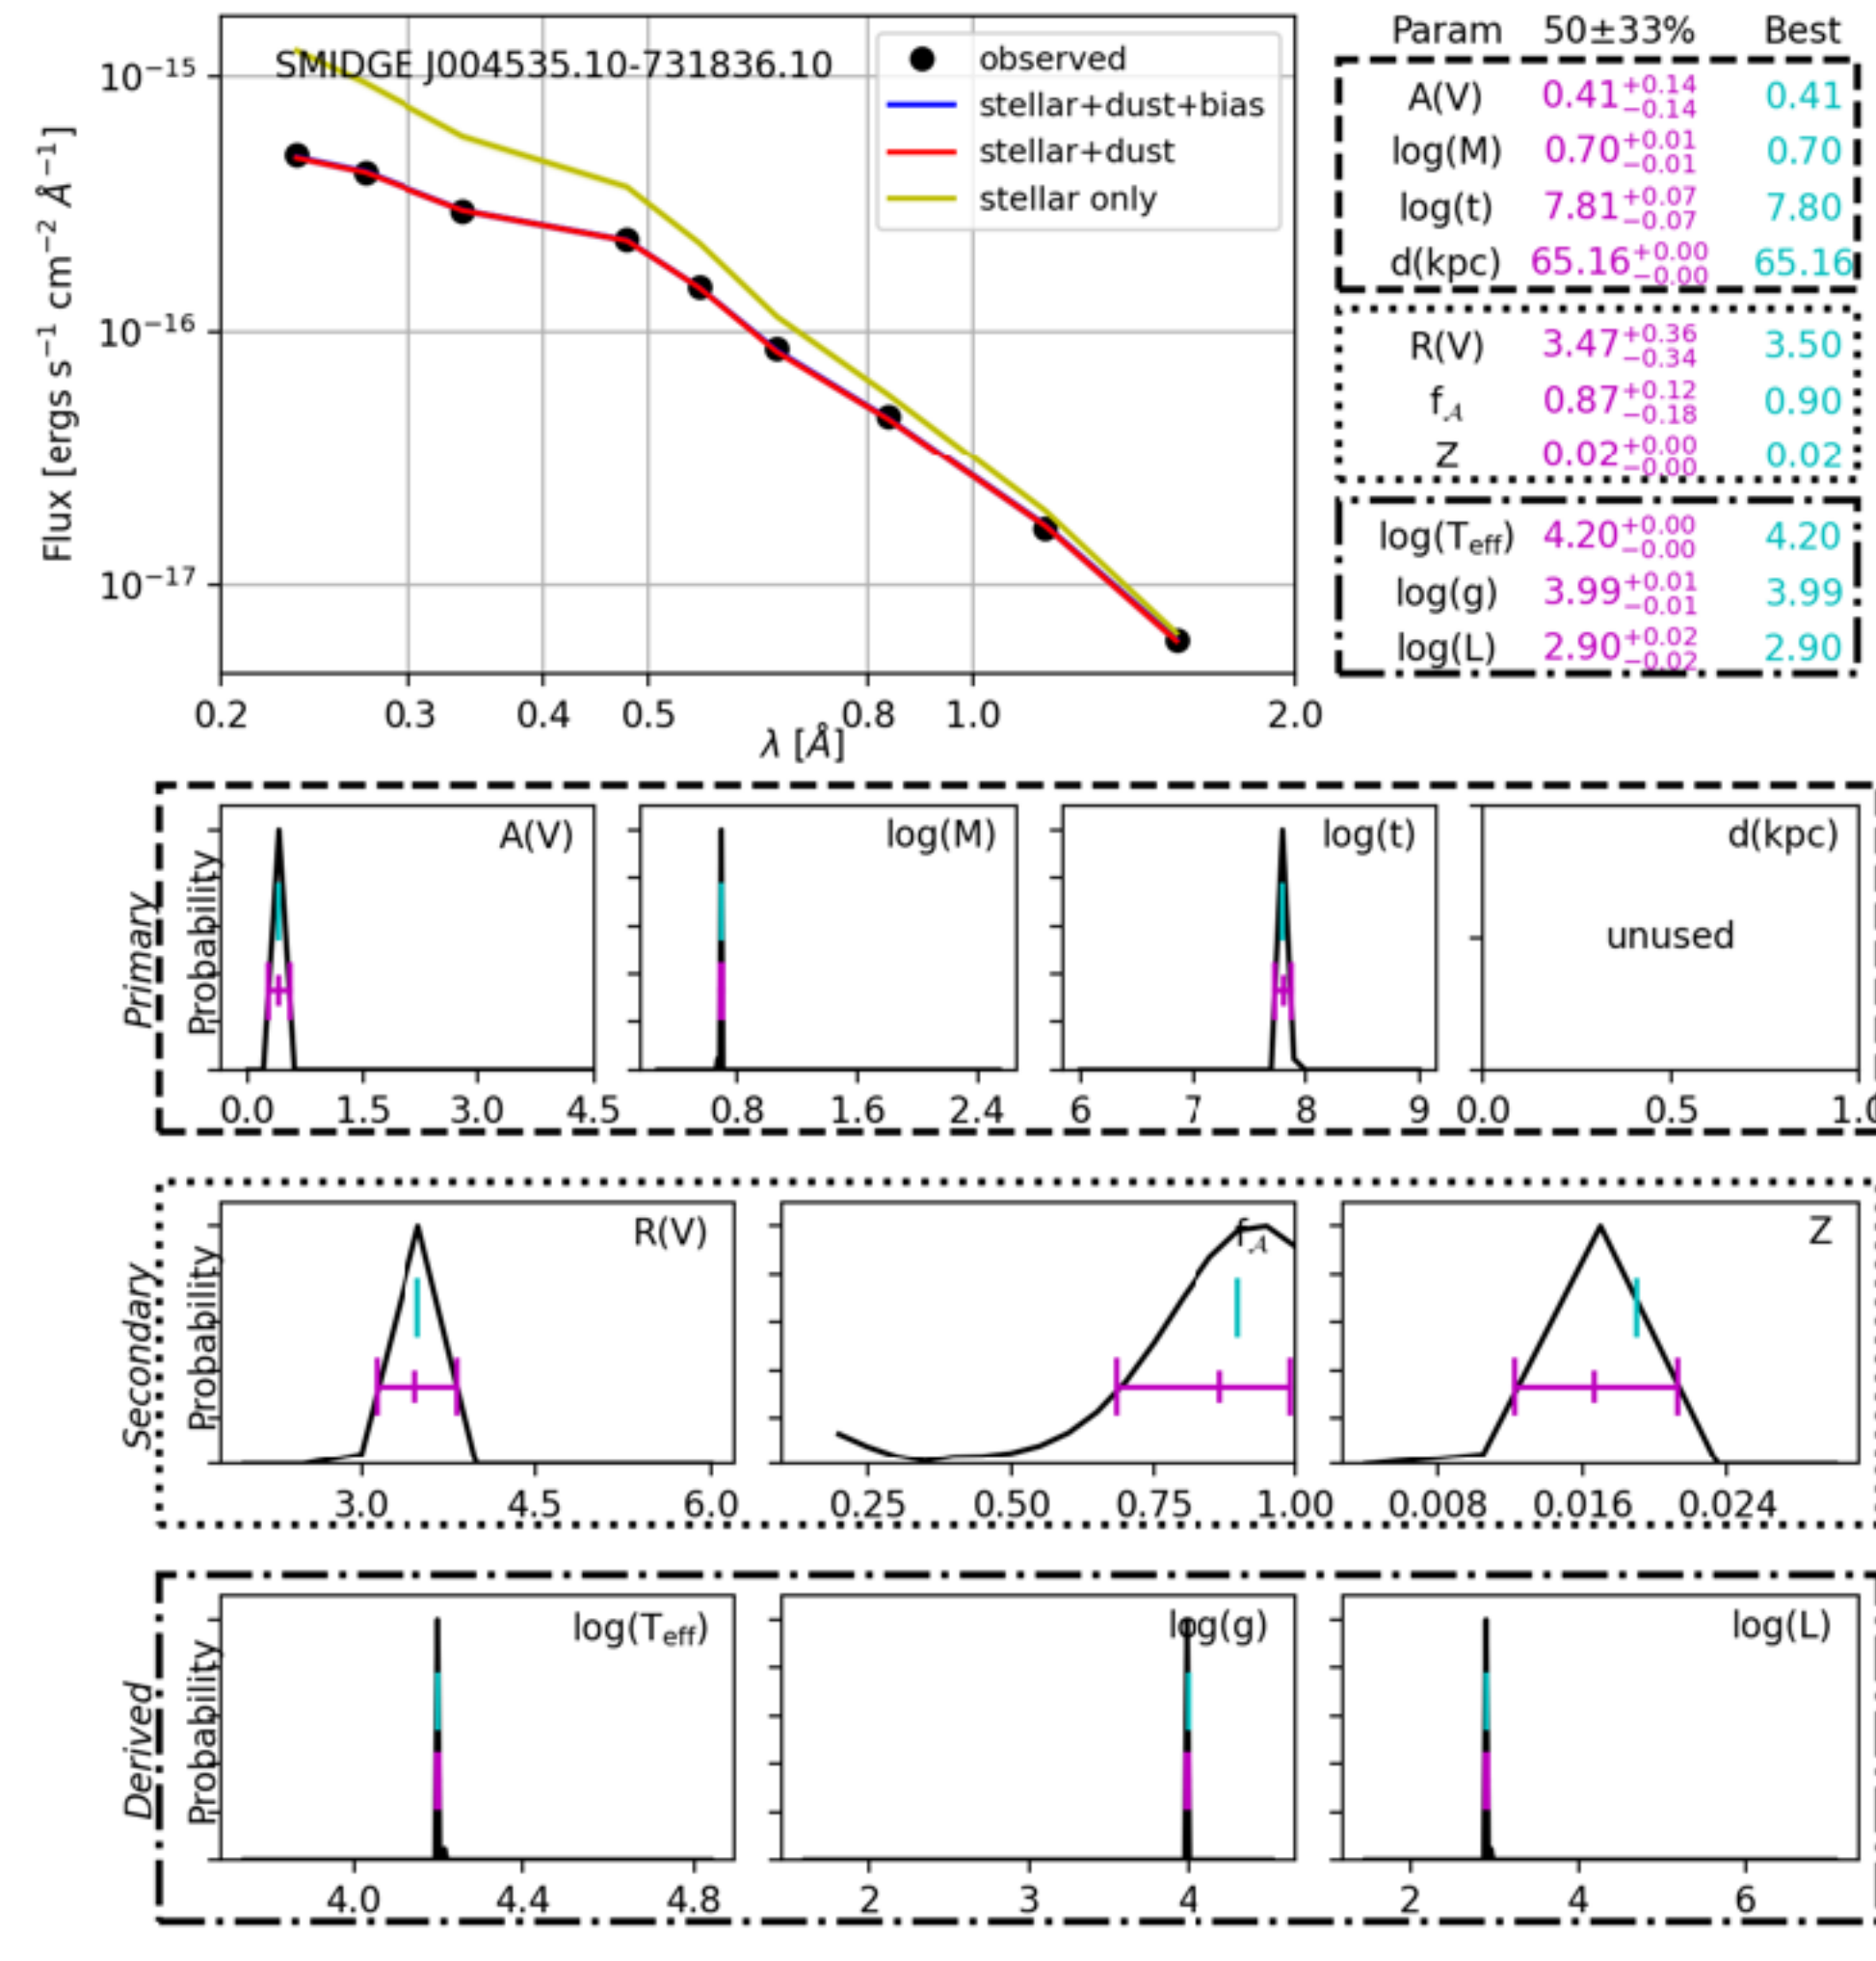 Param 50±33% Best
SMIDGE J004535.10-731836.10
observed
stellar+dust+bias
stellar+dust
stellar only
10⁻¹⁵
10⁻¹⁶
10⁻¹⁷
Flux [ergs s⁻¹ cm⁻² Å⁻¹]
0.2 0.3 0.4 0.5 0.8 1.0 2.0
λ [Å]
A(V) 0.41 +0.14 −0.14 0.41
log(M) 0.70 +0.01 −0.01 0.70
log(t) 7.81 +0.07 −0.07 7.80
d(kpc) 65.16 +0.00 −0.00 65.16
R(V) 3.47 +0.36 −0.34 3.50
f𝒜 0.87 +0.12 −0.18 0.90
Z 0.02 +0.00 −0.00 0.02
log(Teff) 4.20 +0.00 −0.00 4.20
log(g) 3.99 +0.01 −0.01 3.99
log(L) 2.90 +0.02 −0.02 2.90
Primary
Probability
A(V) log(M) log(t) d(kpc)
unused
0.0 1.5 3.0 4.5 0.8 1.6 2.4 6 7 8 9 0.0 0.5 1.0
Secondary
Probability
R(V) f𝒜 Z
3.0 4.5 6.0 0.25 0.50 0.75 1.00 0.008 0.016 0.024
Derived
Probability
log(Teff) log(g) log(L)
4.0 4.4 4.8 2 3 4 2 4 6